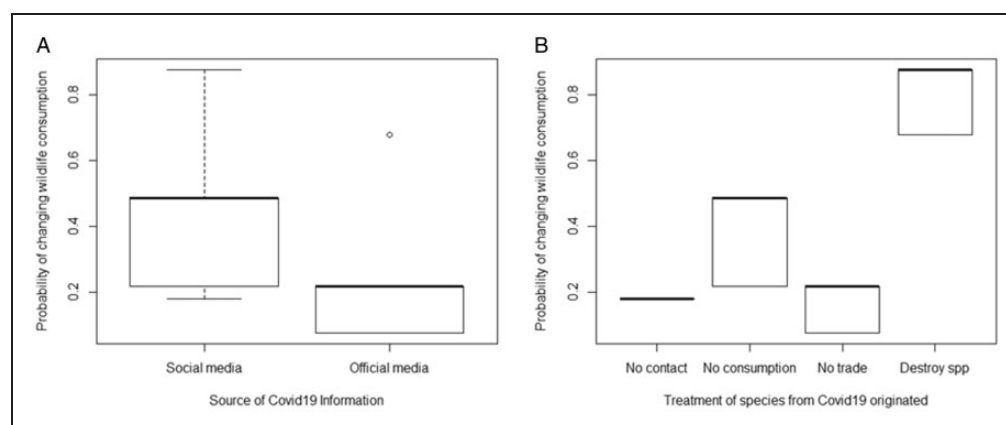 A
Probability of changing wildlife consumption
0.8
0.6
0.4
0.2
Social media
Official media
Source of Covid19 Information
B
Probability of changing wildlife consumption
0.8
0.6
0.4
0.2
No contact
No consumption
No trade
Destroy spp
Treatment of species from Covid19 originated